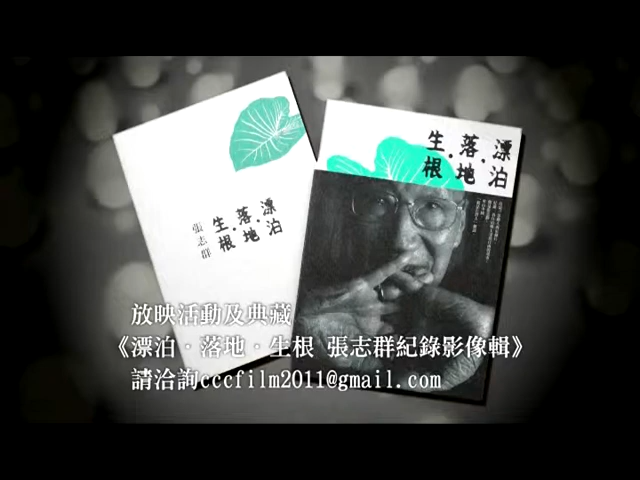 漂泊
落地
生根
張志群
漂泊
落地
生根
放映活動及典藏
《漂泊·落地·生根 張志群紀錄影像輯》
請洽詢cccfilm2011@gmail.com